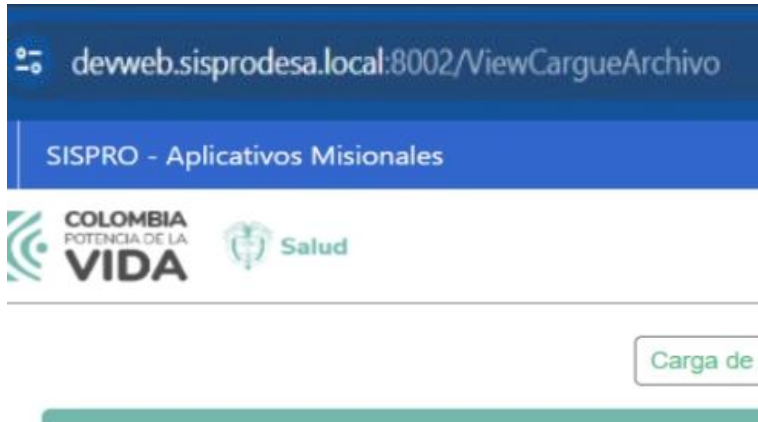 devweb.sisprodesa.local:8002/ViewCargueArchivo
SISPRO - Aplicativos Misionales
COLOMBIA
POTENCIA DE LA
VIDA
Salud
Carga de